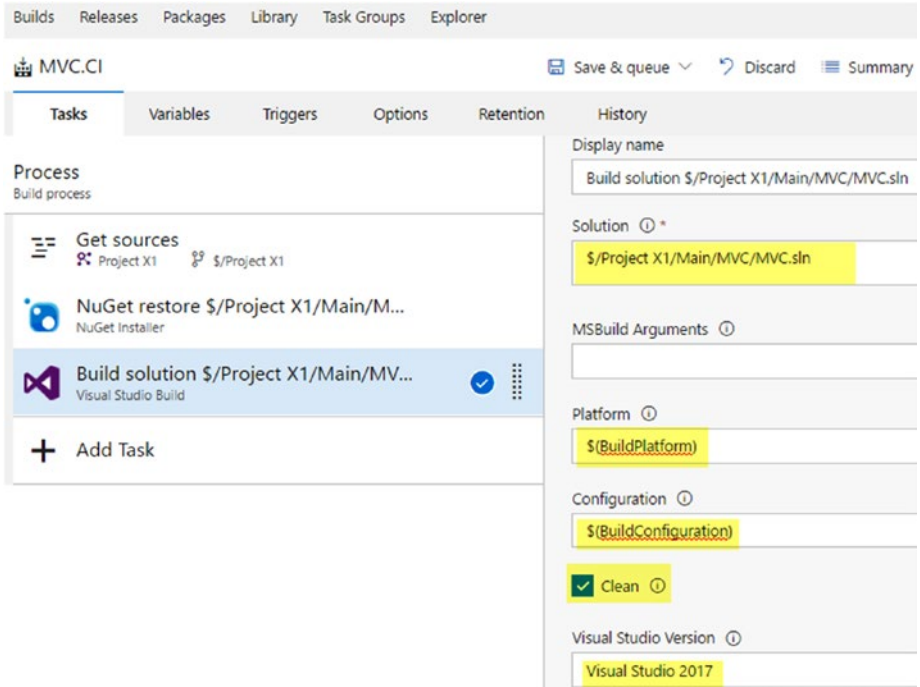 Builds Releases Packages Library Task Groups Explorer
MVC.CI
Save & queue Discard Summary
Tasks Variables Triggers Options Retention History
Process
Build process
Get sources
Project X1 $/Project X1
NuGet restore $/Project X1/Main/M...
NuGet Installer
Build solution $/Project X1/Main/MV...
Visual Studio Build
Add Task
Display name
Build solution $/Project X1/Main/MVC/MVC.sln
Solution *
$/Project X1/Main/MVC/MVC.sln
MSBuild Arguments
Platform
$(BuildPlatform)
Configuration
$(BuildConfiguration)
Clean
Visual Studio Version
Visual Studio 2017